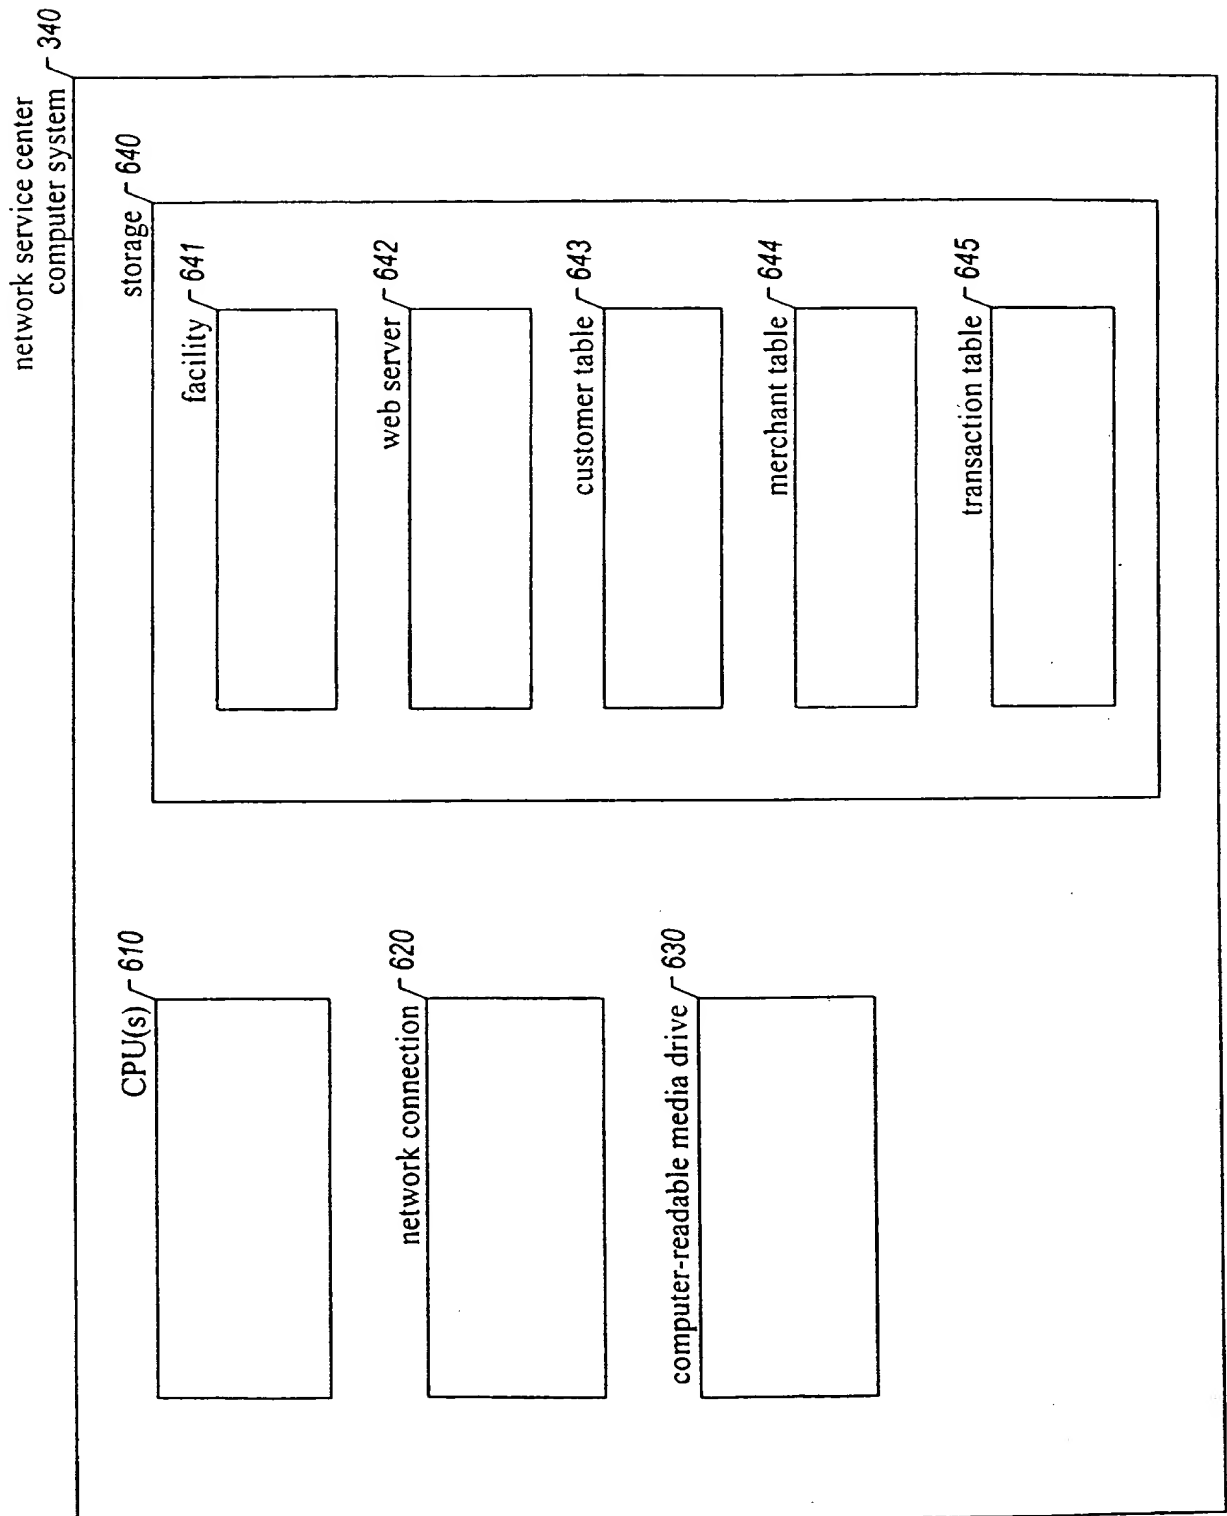 network service center
computer system 340
CPU(s) 610
network connection 620
computer-readable media drive 630
storage 640
facility 641
web server 642
customer table 643
merchant table 644
transaction table 645